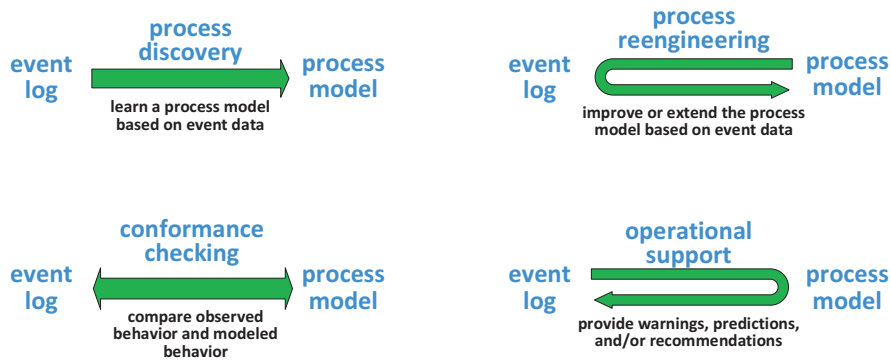 process
discovery
event
log
process
model
learn a process model
based on event data
process
reengineering
event
log
process
model
improve or extend the process
model based on event data
conformance
checking
event
log
process
model
compare observed
behavior and modeled
behavior
operational
support
event
log
process
model
provide warnings, predictions,
and/or recommendations